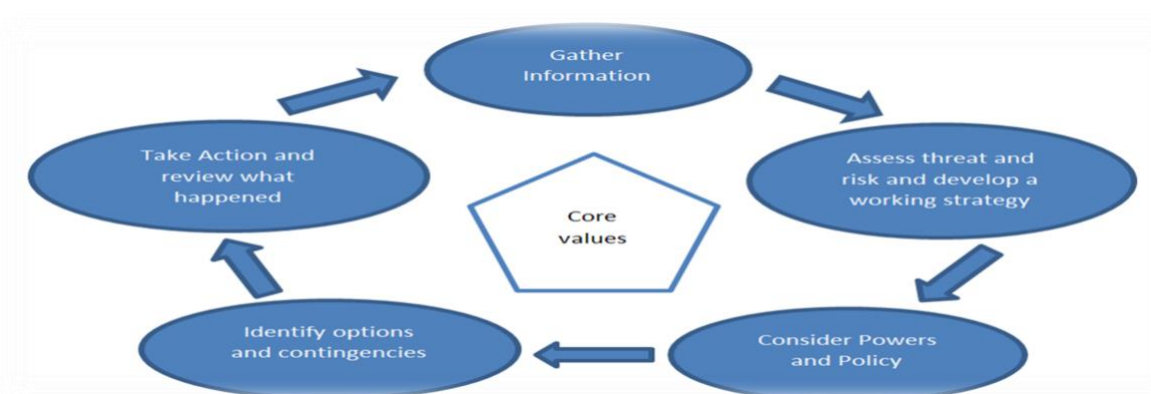 Gather
Information
Assess threat and
risk and develop a
working strategy
Consider Powers
and Policy
Identify options
and contingencies
Take Action and
review what
happened
Core
values